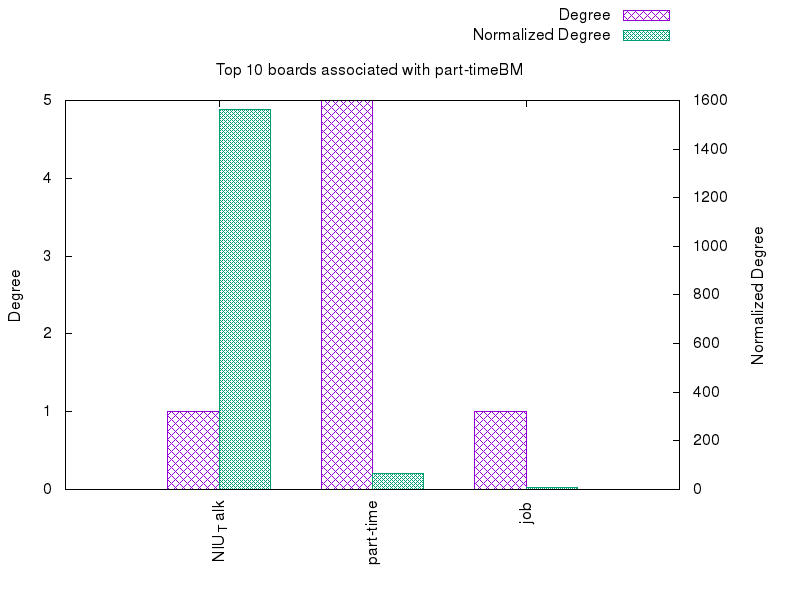 Degree
Normalized Degree
Top 10 boards associated with part-timeBM
5
4
3
2
1
0
1600
1400
1200
1000
800
600
400
200
0
Degree
Normalized Degree
NIUTalk
part-time
job